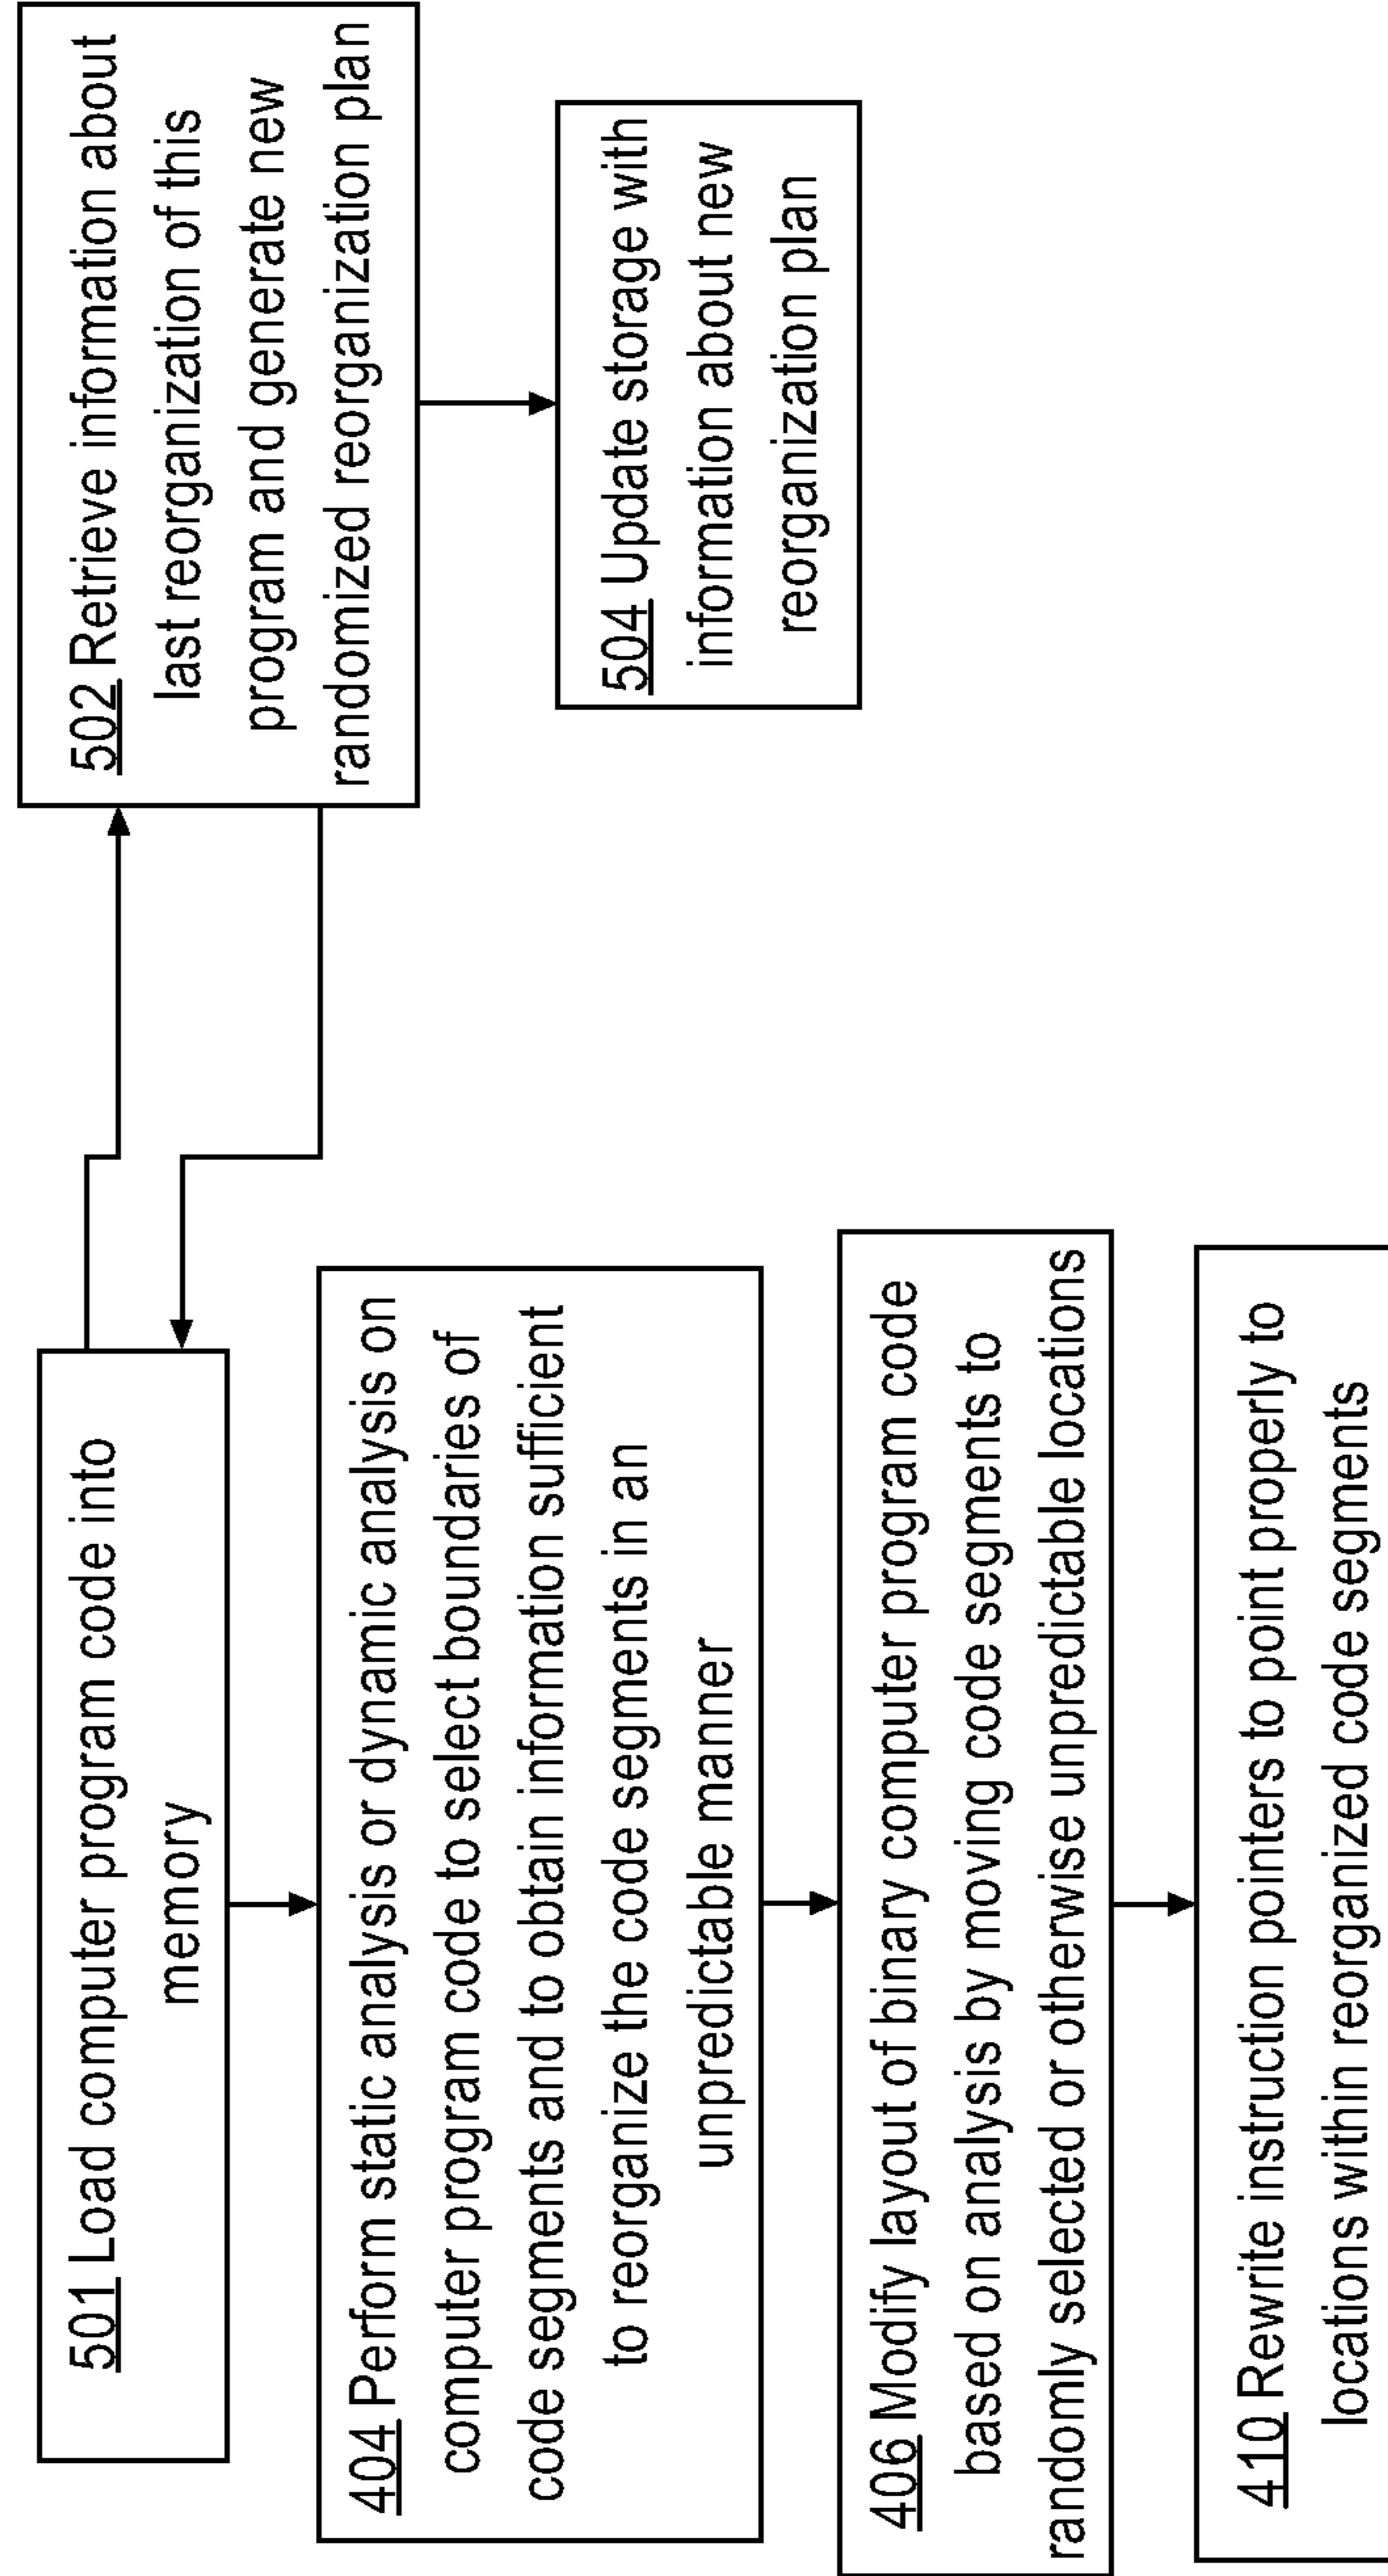 501 Load computer program code into
memory
404 Perform static analysis or dynamic analysis on
computer program code to select boundaries of
code segments and to obtain information sufficient
to reorganize the code segments in an
unpredictable manner
406 Modify layout of binary computer program code
based on analysis by moving code segments to
randomly selected or otherwise unpredictable locations
410 Rewrite instruction pointers to point properly to
locations within reorganized code segments
502 Retrieve information about
last reorganization of this
program and generate new
randomized reorganization plan
504 Update storage with
information about new
reorganization plan